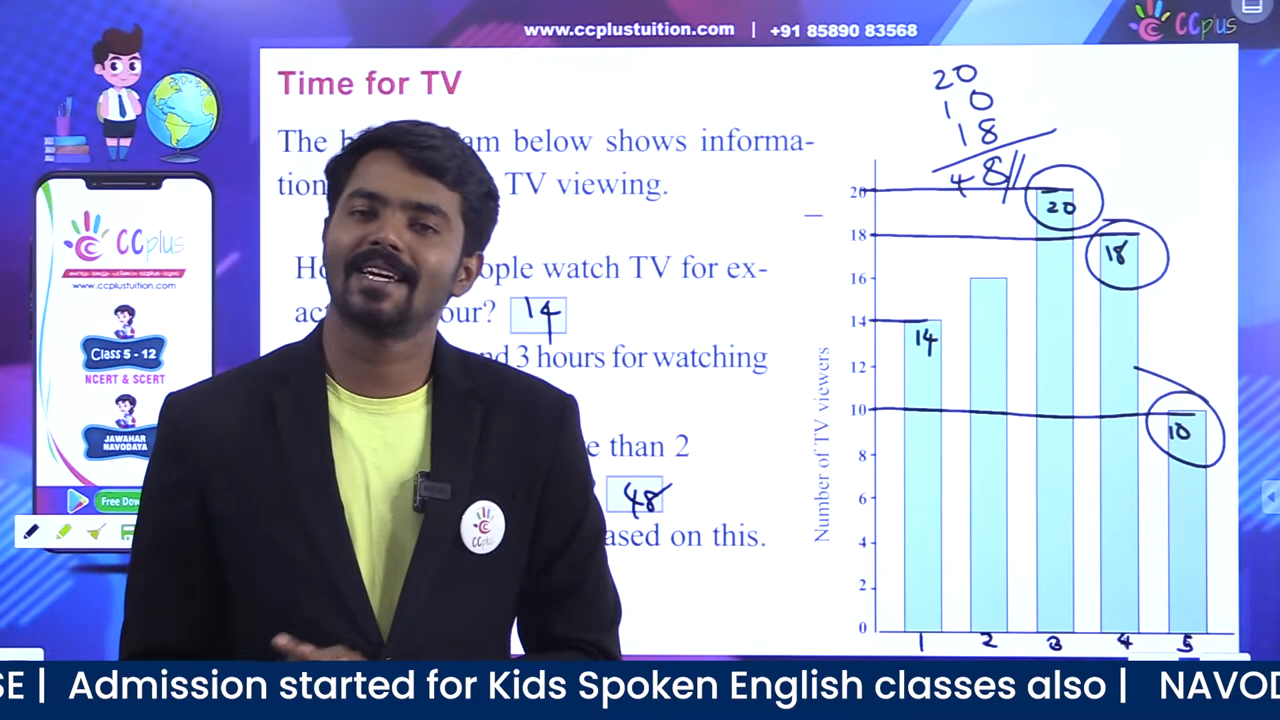 www.ccplustuition.com | +91 85890 83568
CCplus
Time for TV
The am below shows informa-
tion TV viewing.
ople watch TV for ex-
our? 14
nd 3 hours for watching
e than 2
48
ased on this.
20
10
18
48
Number of TV viewers
20
18
16
14
12
10
8
6
4
2
0
14
20
18
10
1 2 3 4 5
CCplus
www.ccplustuition.com
Class 5 - 12
NCERT & SCERT
JAWAHAR
NAVODAYA
Free Dow
CCplus
SE | Admission started for Kids Spoken English classes also | NAVOD